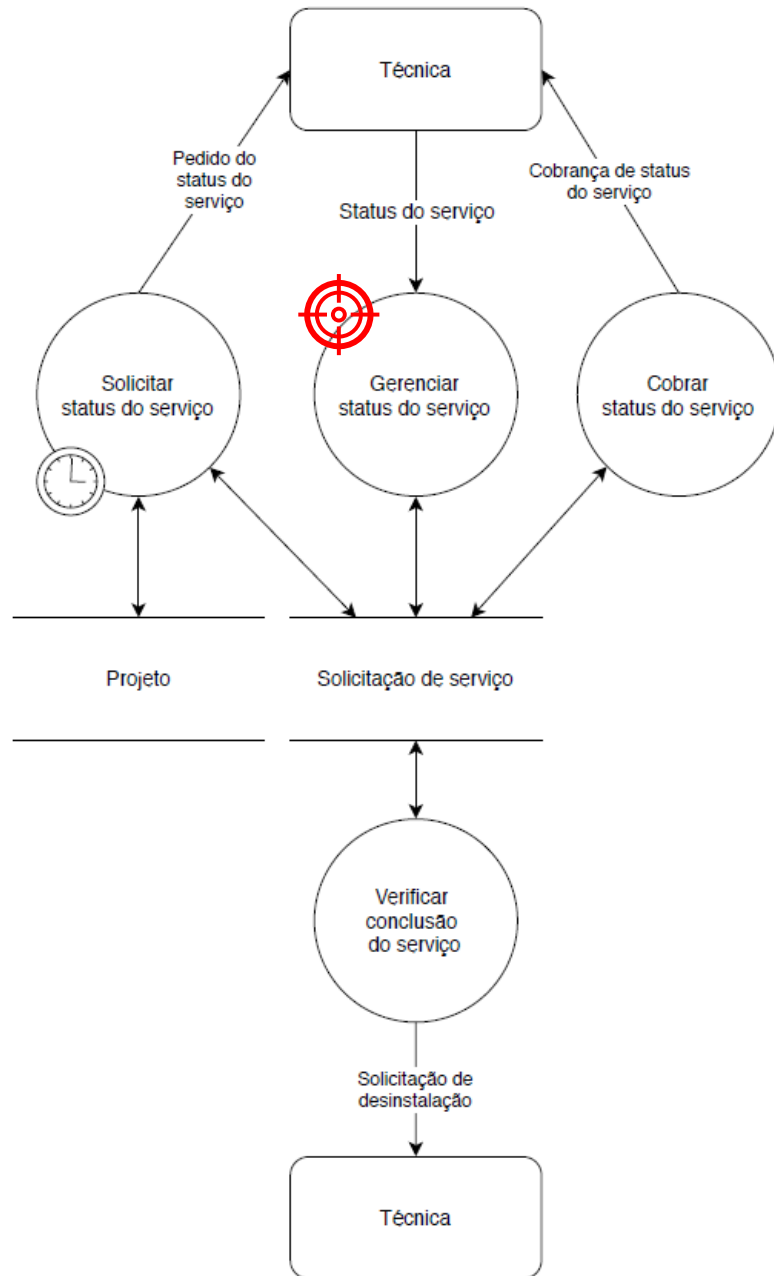 Técnica
Pedido do
status do
serviço
Status do serviço
Cobrança de status
do serviço
Solicitar
status do serviço
Gerenciar
status do serviço
Cobrar
status do serviço
Projeto
Solicitação de serviço
Verificar
conclusão
do serviço
Solicitação de
desinstalação
Técnica